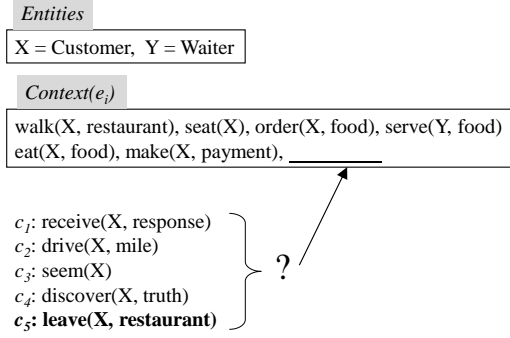 Entities
X = Customer, Y = Waiter
Context(eᵢ)
walk(X, restaurant), seat(X), order(X, food), serve(Y, food)
eat(X, food), make(X, payment), ________
c₁: receive(X, response)
c₂: drive(X, mile)
c₃: seem(X)
c₄: discover(X, truth)
c₅: leave(X, restaurant)
?